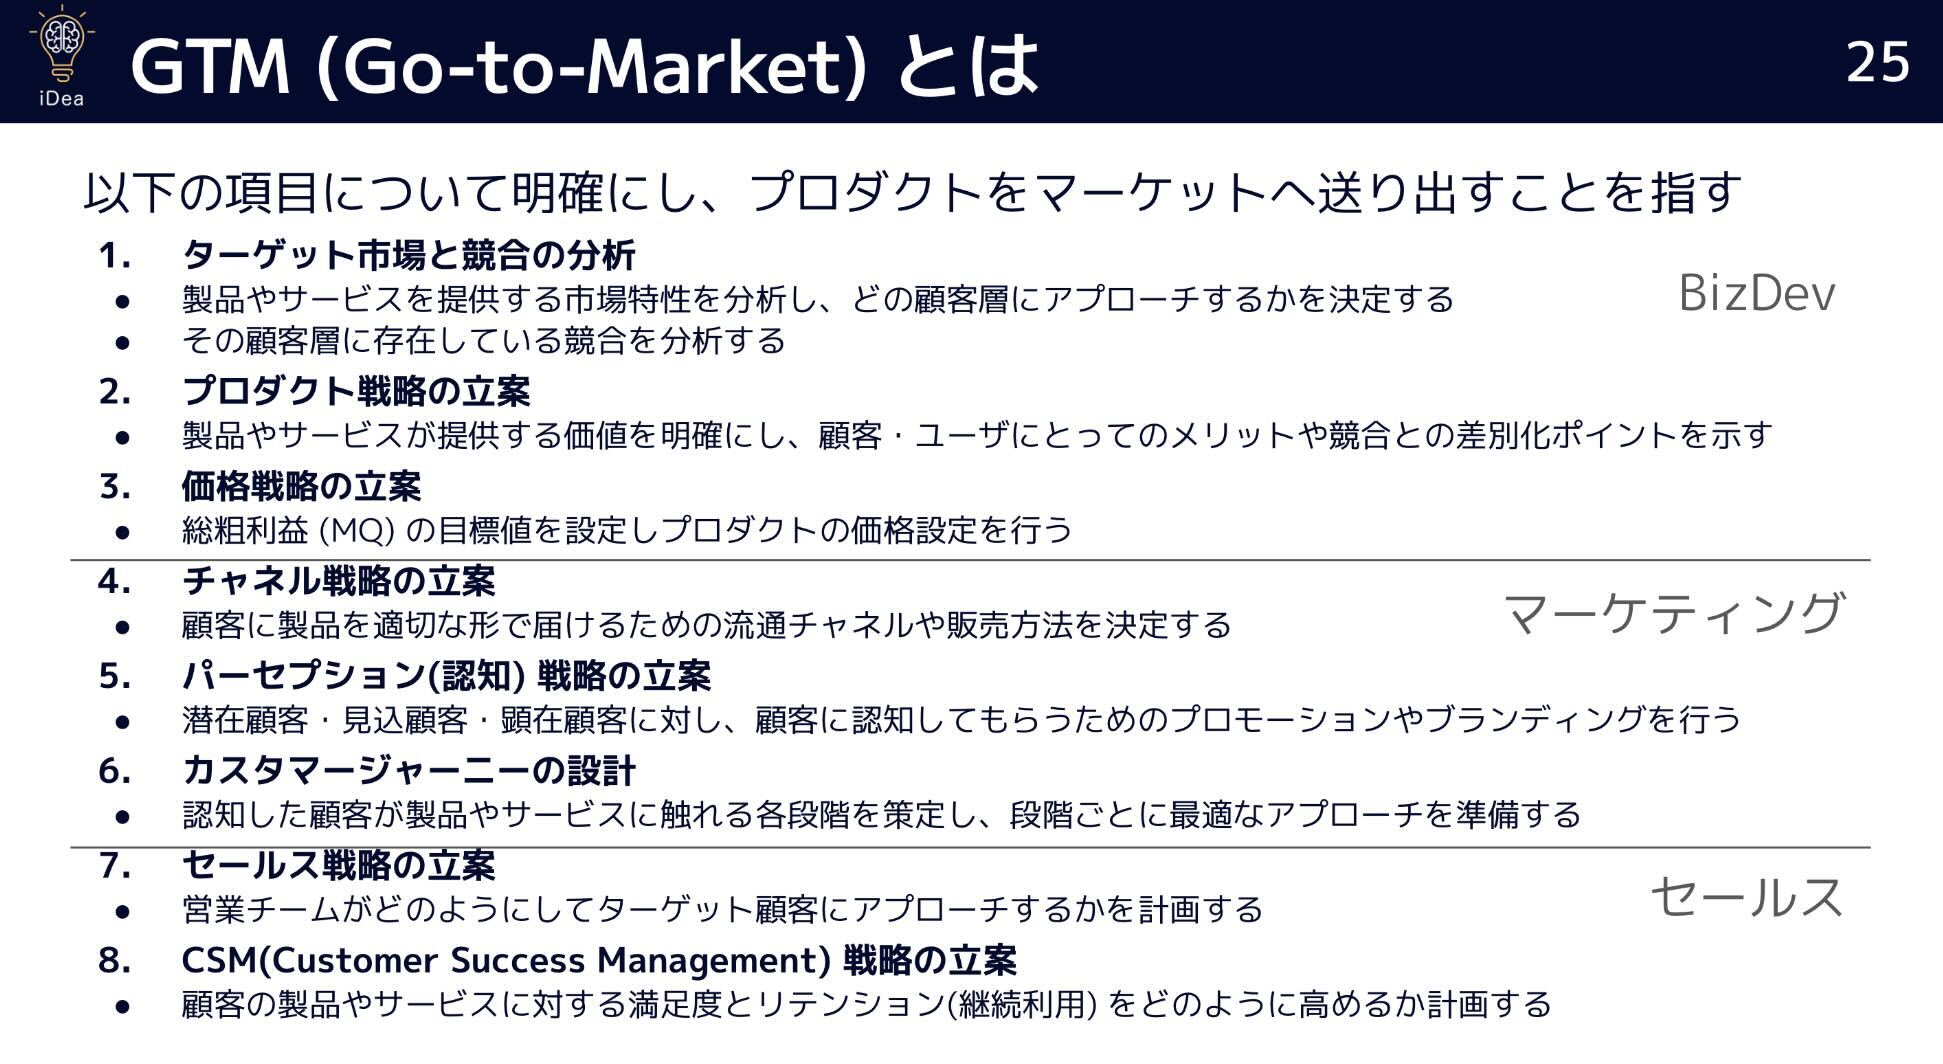 iDea
GTM (Go-to-Market) とは
25
以下の項目について明確にし、プロダクトをマーケットへ送り出すことを指す
1. ターゲット市場と競合の分析
● 製品やサービスを提供する市場特性を分析し、どの顧客層にアプローチするかを決定する
BizDev
● その顧客層に存在している競合を分析する
2. プロダクト戦略の立案
● 製品やサービスが提供する価値を明確にし、顧客・ユーザにとってのメリットや競合との差別化ポイントを示す
3. 価格戦略の立案
● 総粗利益 (MQ) の目標値を設定しプロダクトの価格設定を行う
4. チャネル戦略の立案
● 顧客に製品を適切な形で届けるための流通チャネルや販売方法を決定する
マーケティング
5. パーセプション(認知) 戦略の立案
● 潜在顧客・見込顧客・顕在顧客に対し、顧客に認知してもらうためのプロモーションやブランディングを行う
6. カスタマージャーニーの設計
● 認知した顧客が製品やサービスに触れる各段階を策定し、段階ごとに最適なアプローチを準備する
7. セールス戦略の立案
● 営業チームがどのようにしてターゲット顧客にアプローチするかを計画する
セールス
8. CSM(Customer Success Management) 戦略の立案
● 顧客の製品やサービスに対する満足度とリテンション(継続利用) をどのように高めるか計画する